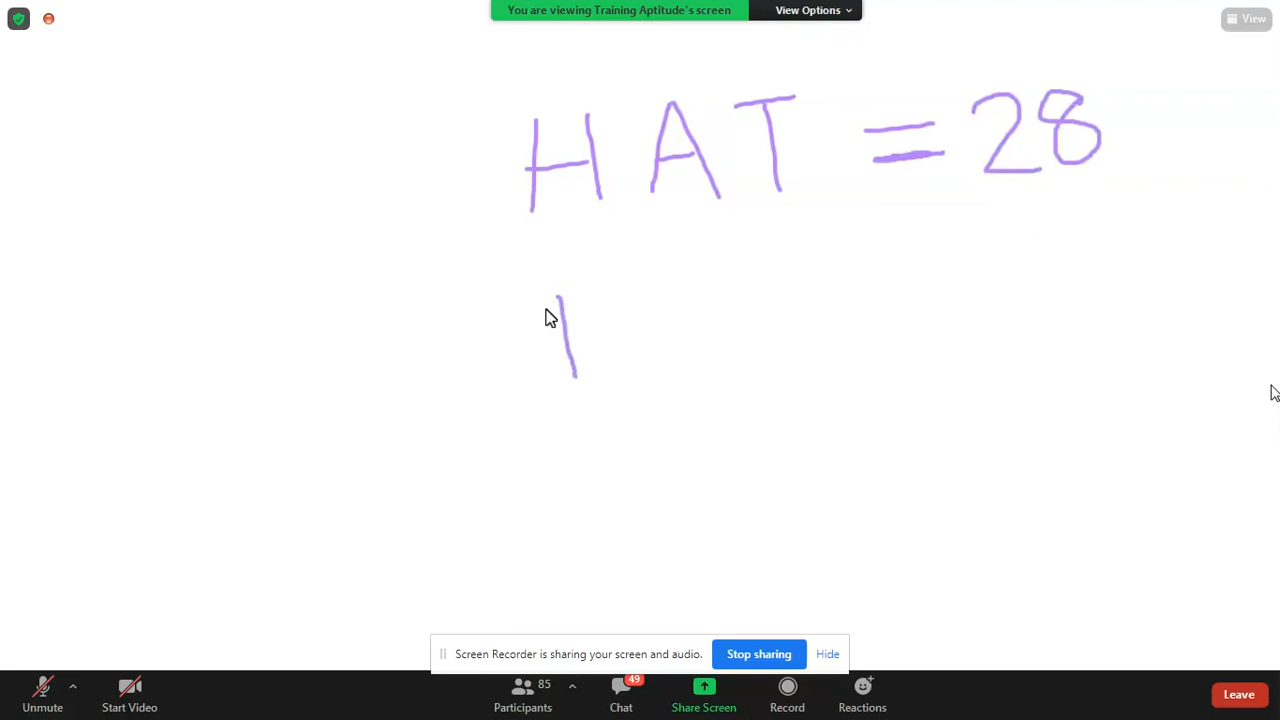 You are viewing Training Aptitude's screen View Options
View
H A T = 28
Screen Recorder is sharing your screen and audio. Stop sharing Hide
85 49
Unmute Start Video Participants Chat Share Screen Record Reactions Leave